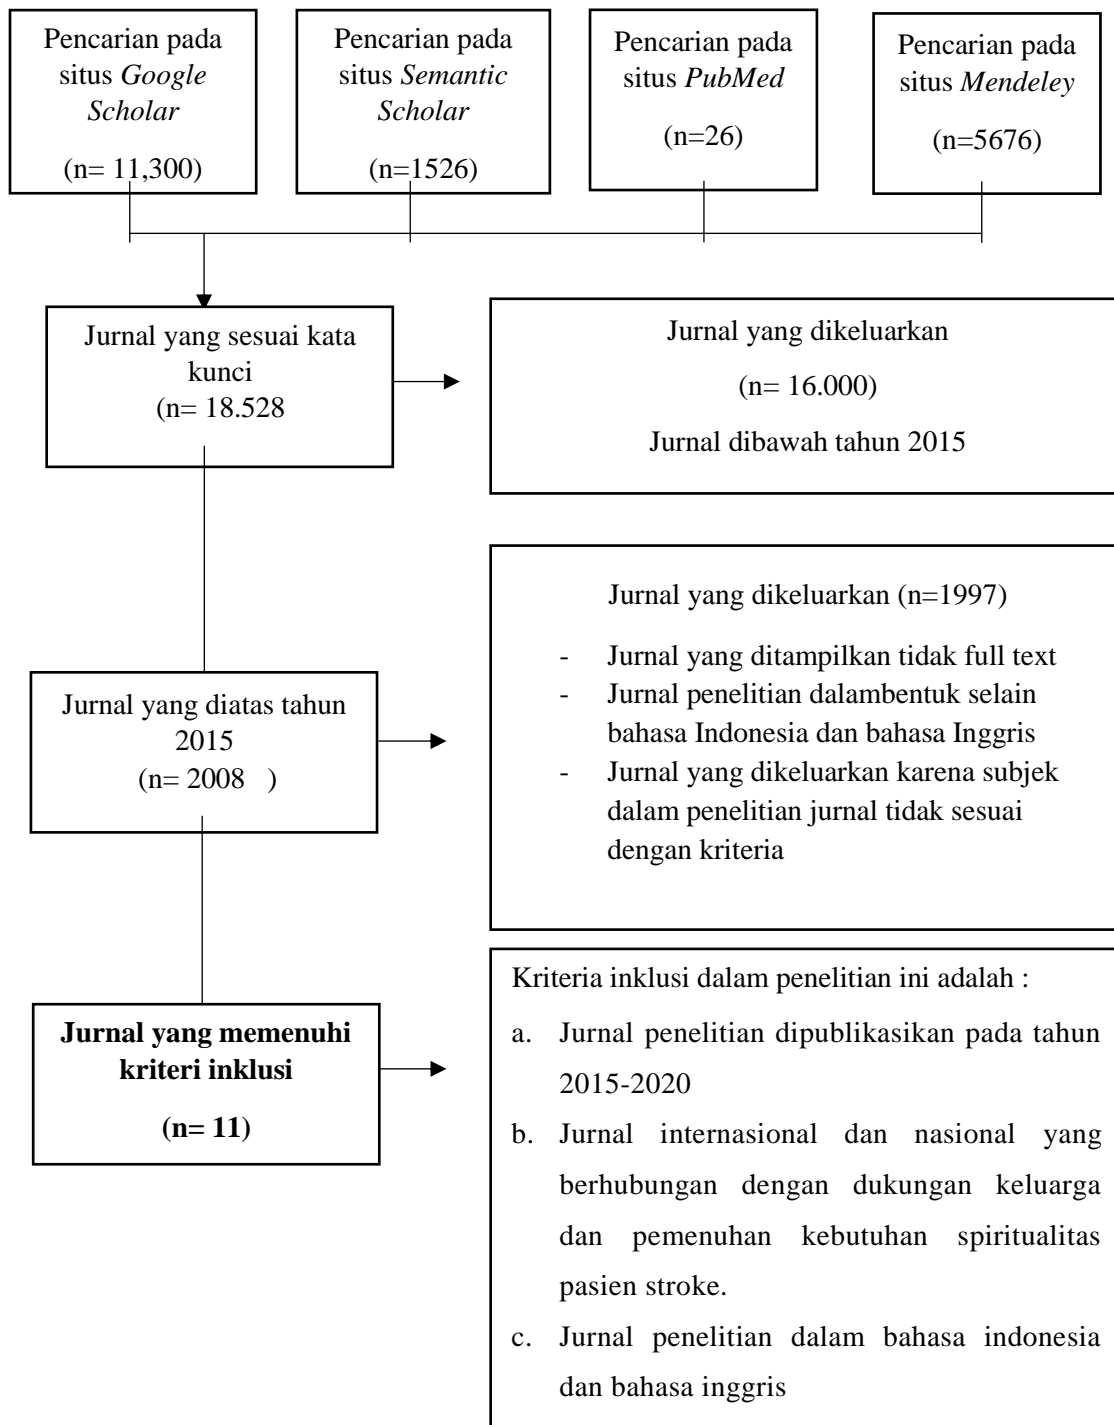 Pencarian pada
situs Google
Scholar
(n= 11,300)
Pencarian pada
situs Semantic
Scholar
(n=1526)
Pencarian pada
situs PubMed
(n=26)
Pencarian pada
situs Mendeley
(n=5676)
Jurnal yang sesuai kata
kunci
(n= 18.528
Jurnal yang dikeluarkan
(n= 16.000)
Jurnal dibawah tahun 2015
Jurnal yang diatas tahun
2015
(n= 2008 )
Jurnal yang dikeluarkan (n=1997)
- Jurnal yang ditampilkan tidak full text
- Jurnal penelitian dalambentuk selain
bahasa Indonesia dan bahasa Inggris
- Jurnal yang dikeluarkan karena subjek
dalam penelitian jurnal tidak sesuai
dengan kriteria
Jurnal yang memenuhi
kriteri inklusi
(n= 11)
Kriteria inklusi dalam penelitian ini adalah :
a. Jurnal penelitian dipublikasikan pada tahun
2015-2020
b. Jurnal internasional dan nasional yang
berhubungan dengan dukungan keluarga
dan pemenuhan kebutuhan spiritualitas
pasien stroke.
c. Jurnal penelitian dalam bahasa indonesia
dan bahasa inggris